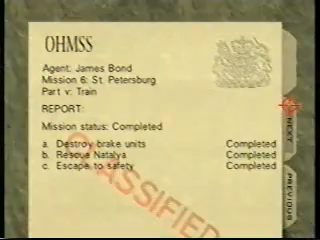 OHMSS
Agent: James Bond
Mission 6: St. Petersburg
Part v: Train
REPORT:
Mission status: Completed
a. Destroy brake units Completed
b. Rescue Natalya Completed
c. Escape to safety Completed
CLASSIFIED
NEXT
PREVIOUS